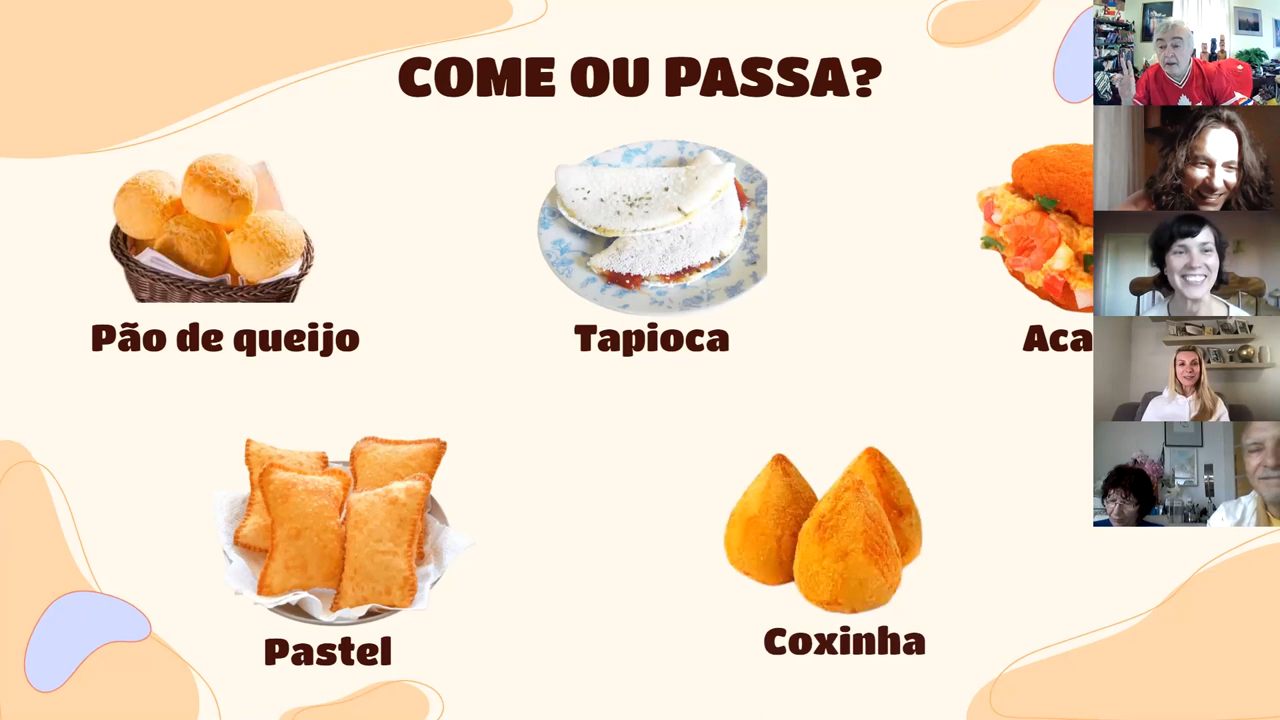 COME OU PASSA?
Pão de queijo
Tapioca
Aca
Pastel
Coxinha